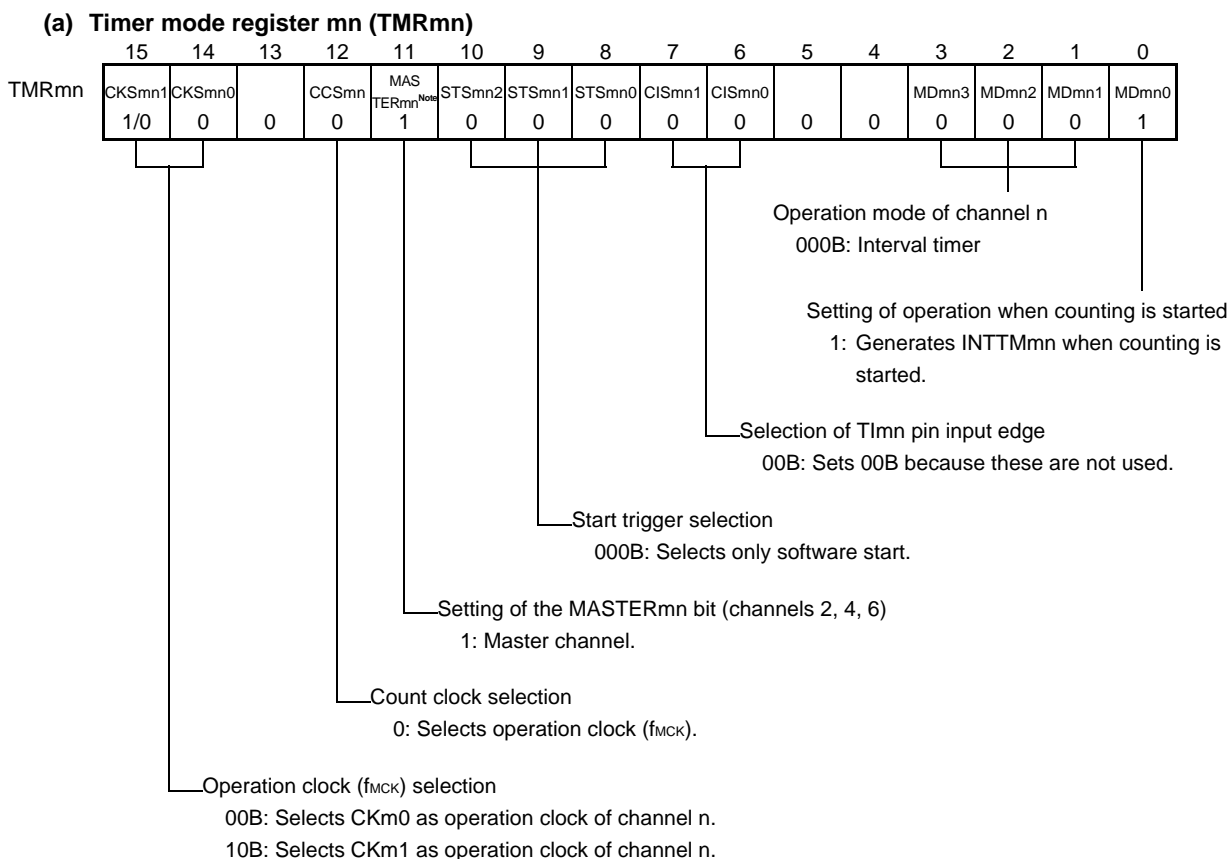 (a) Timer mode register mn (TMRmn)
15 14 13 12 11 10 9 8 7 6 5 4 3 2 1 0
TMRmn CKSmn1 CKSmn0 CCSmn MAS TERmnNote STSmn2 STSmn1 STSmn0 CISmn1 CISmn0 MDmn3 MDmn2 MDmn1 MDmn0
1/0 0 0 0 1 0 0 0 0 0 0 0 0 0 0 1
Operation mode of channel n
000B: Interval timer
Setting of operation when counting is started
1: Generates INTTMmn when counting is
started.
Selection of TImn pin input edge
00B: Sets 00B because these are not used.
Start trigger selection
000B: Selects only software start.
Setting of the MASTERmn bit (channels 2, 4, 6)
1: Master channel.
Count clock selection
0: Selects operation clock (fMCK).
Operation clock (fMCK) selection
00B: Selects CKm0 as operation clock of channel n.
10B: Selects CKm1 as operation clock of channel n.